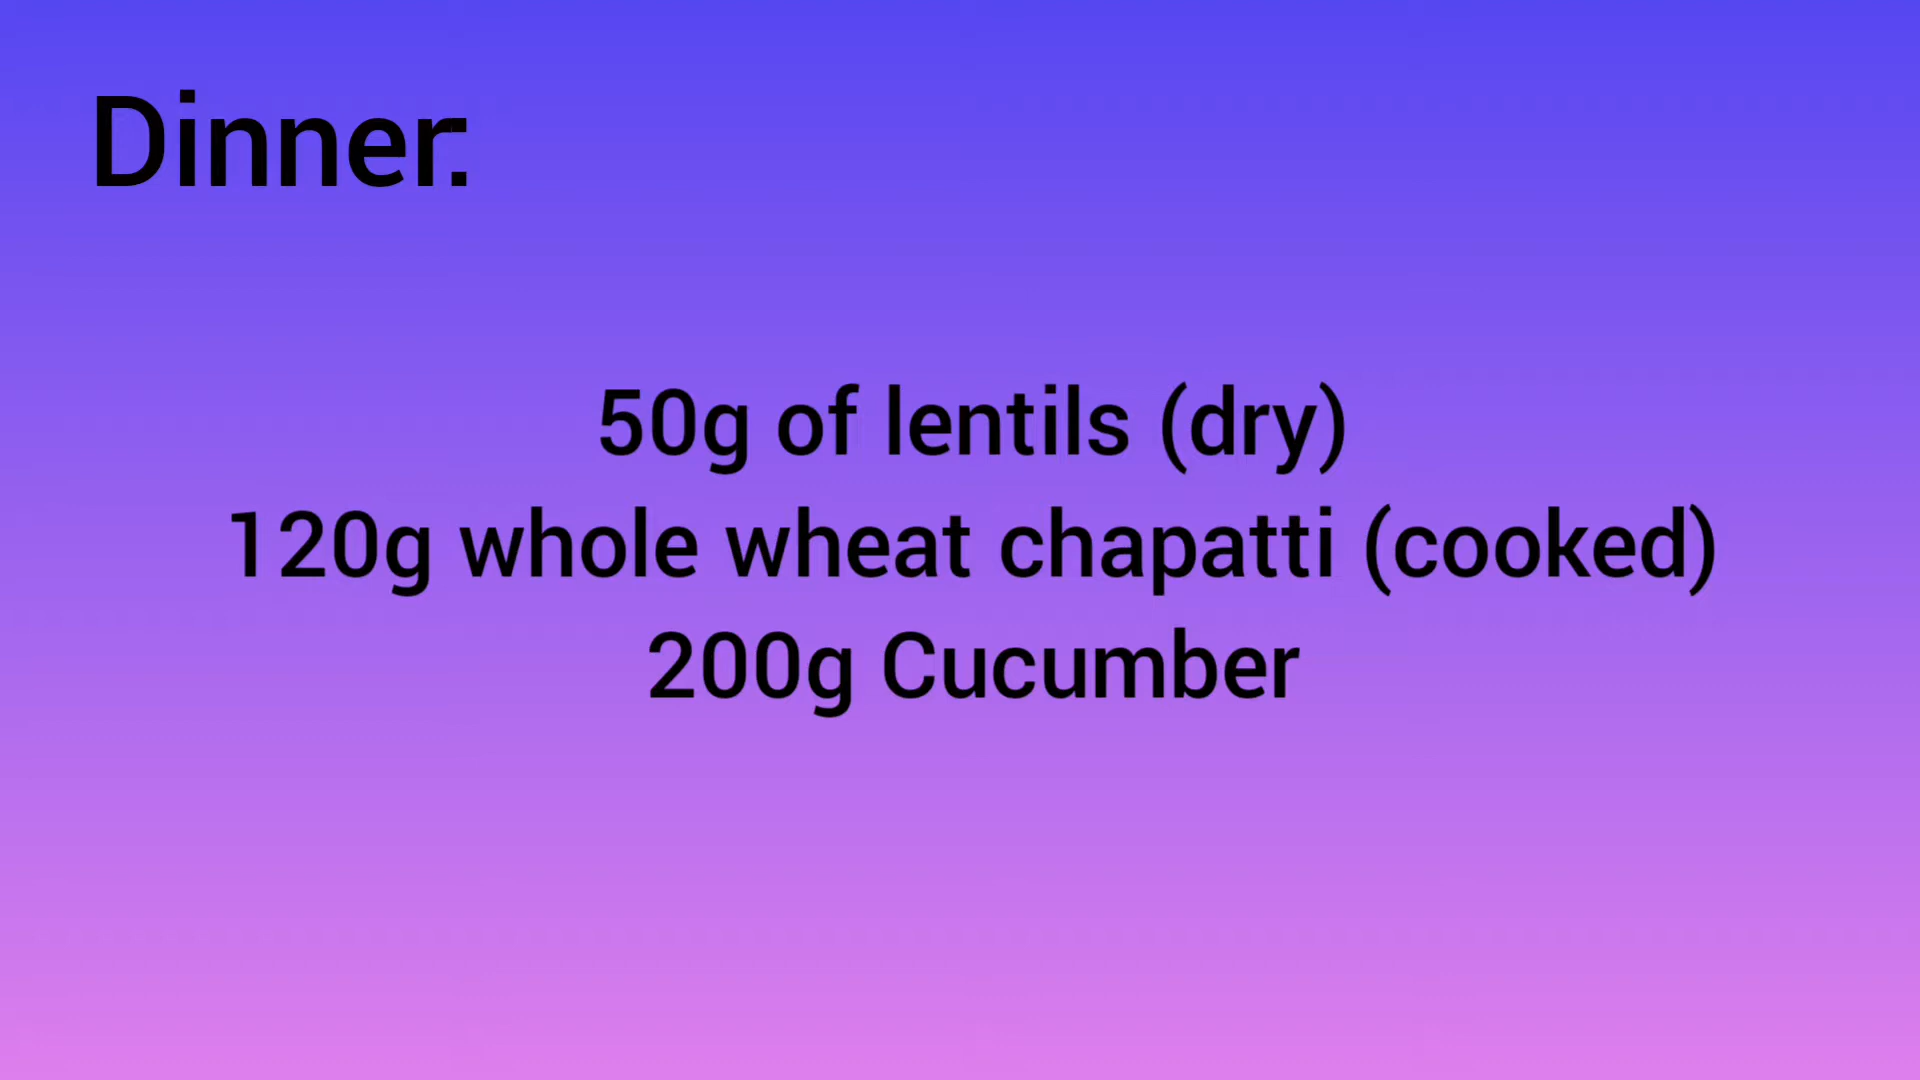 Dinner:
50g of lentils (dry)
120g whole wheat chapatti (cooked)
200g Cucumber